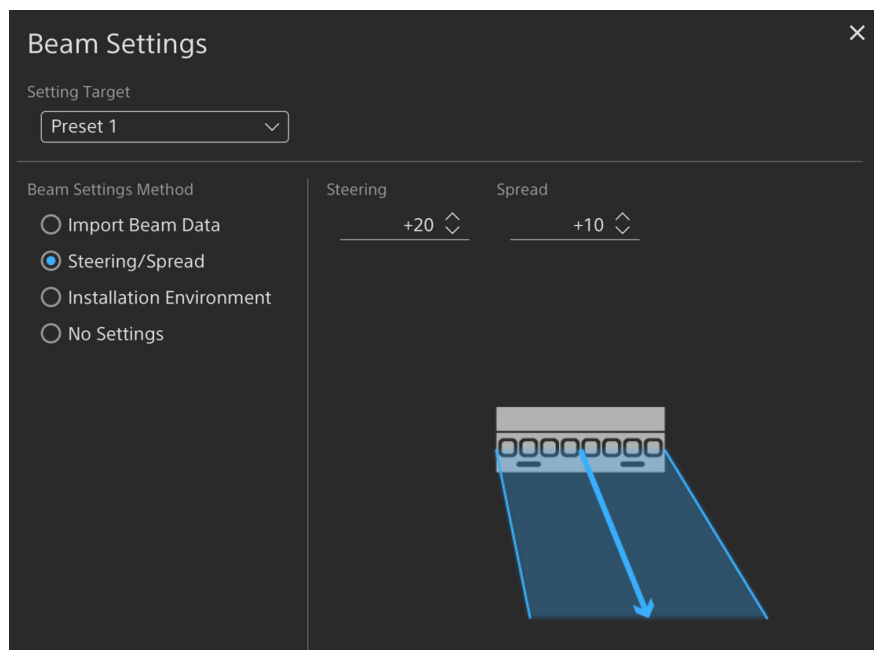 Beam Settings
Setting Target
Preset 1
Beam Settings Method
Import Beam Data
Steering/Spread
Installation Environment
No Settings
Steering
Spread
+20
+10